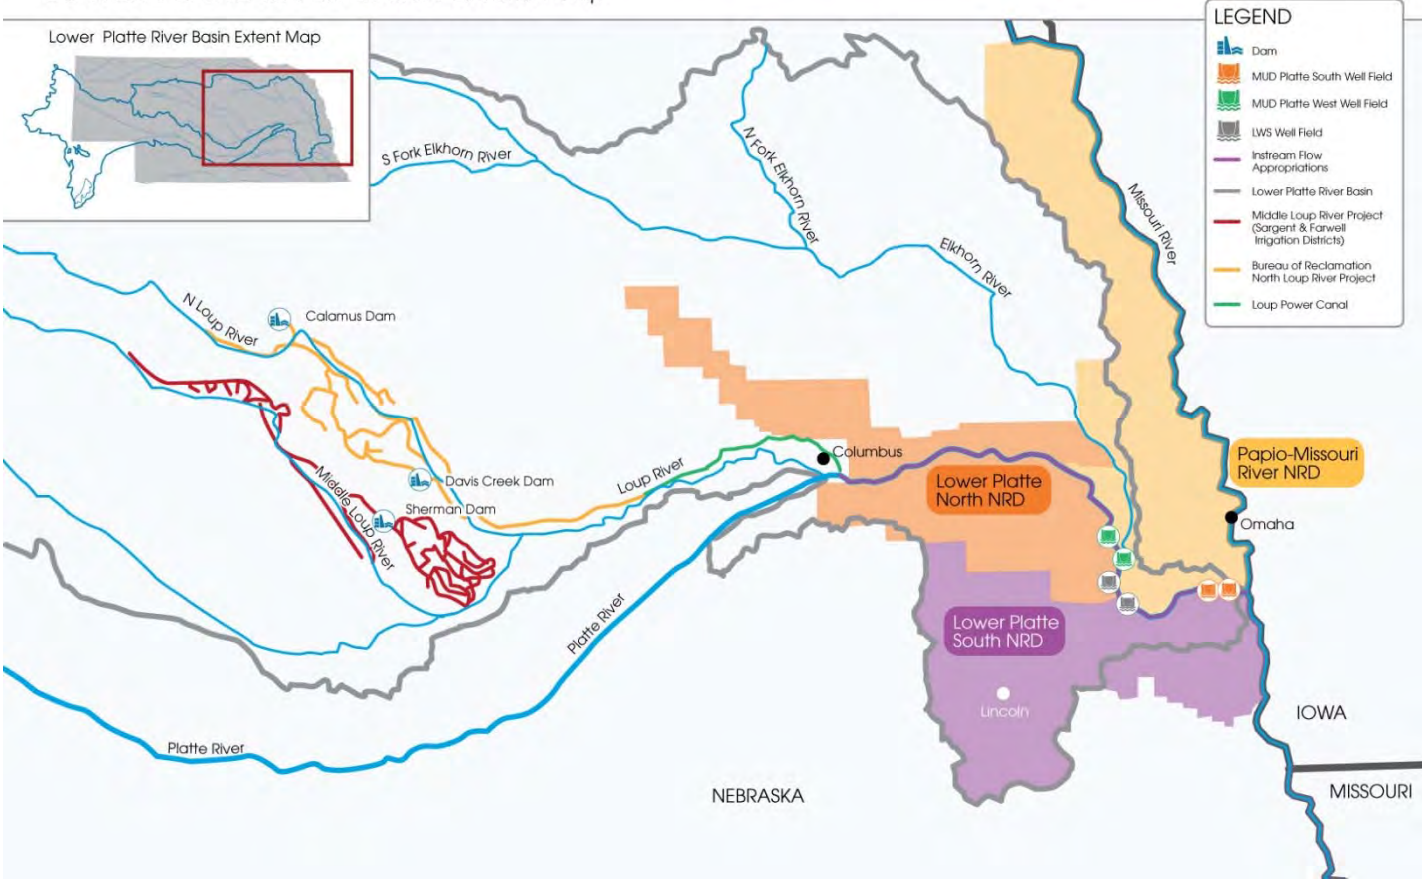 Lower Platte River Basin Extent Map
LEGEND
Dam
MUD Platte South Well Field
MUD Platte West Well Field
LWS Well Field
Instream Flow
Appropriations
Lower Platte River Basin
Middle Loup River Project
(Sargent & Farwell
Irrigation Districts)
Bureau of Reclamation
North Loup River Project
Loup Power Canal
S Fork Elkhorn River
N Fork Elkhorn River
Elkhorn River
Missouri River
N Loup River
Calamus Dam
Middle Loup River
Davis Creek Dam
Sherman Dam
Loup River
Columbus
Lower Platte
North NRD
Papio-Missouri
River NRD
Omaha
Platte River
Lower Platte
South NRD
Lincoln
Platte River
IOWA
NEBRASKA
MISSOURI